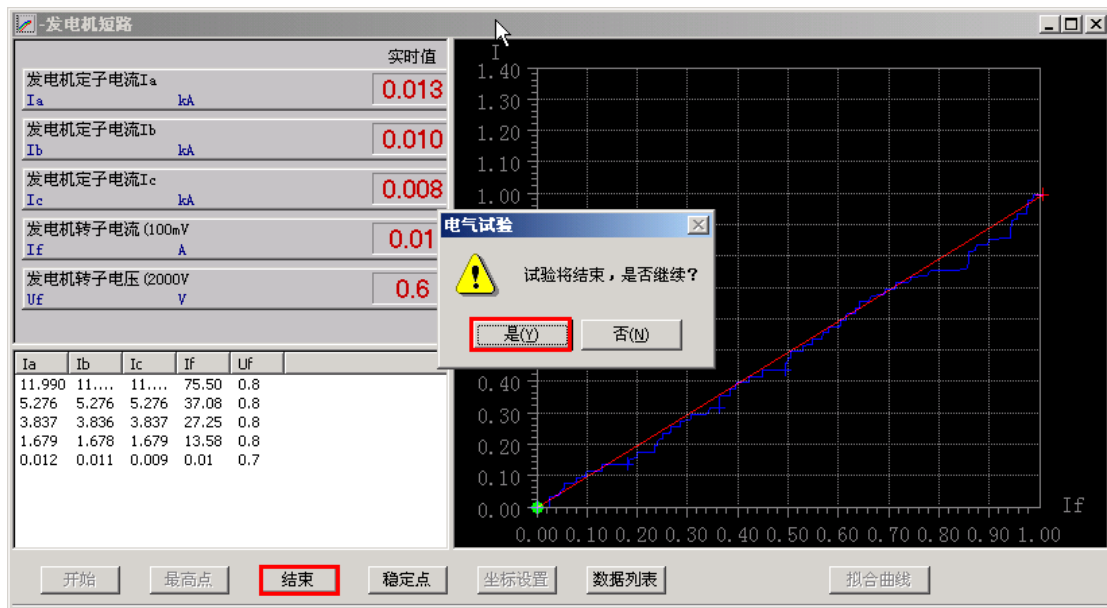 -发电机短路
实时值
发电机定子电流Ia
Ia kA
0.013
发电机定子电流Ib
Ib kA
0.010
发电机定子电流Ic
Ic kA
0.008
发电机转子电流(100mV
If A
0.01
发电机转子电压(2000V
Uf V
0.6
Ia Ib Ic If Uf
11.990 11.... 11.... 75.50 0.8
5.276 5.276 5.276 37.08 0.8
3.837 3.836 3.837 27.25 0.8
1.679 1.678 1.679 13.58 0.8
0.012 0.011 0.009 0.01 0.7
I
1.40
1.30
1.20
1.10
1.00
电气试验
试验将结束，是否继续？
是(Y) 否(N)
0.40
0.30
0.20
0.10
0.00
If
0.00 0.10 0.20 0.30 0.40 0.50 0.60 0.70 0.80 0.90 1.00
开始 最高点 结束 稳定点 坐标设置 数据列表 拟合曲线